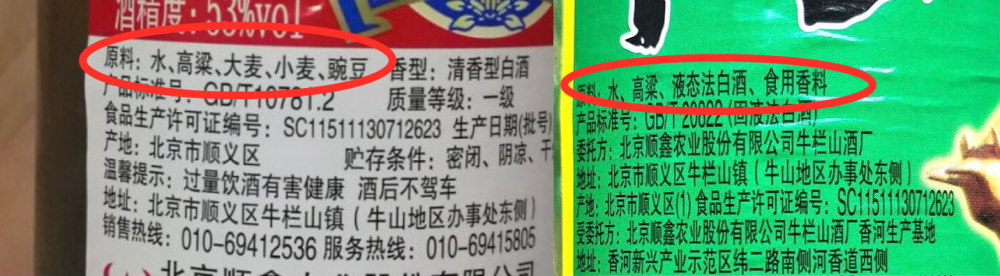 酒精度：53%vol
原料：水、高粱、大麦、小麦、豌豆 香型：清香型白酒
产品标准号：GB/T10781.2 质量等级：一级
食品生产许可证编号：SC11511130712623 生产日期(批号)
产地：北京市顺义区 贮存条件：密闭、阴凉、干
温馨提示：过量饮酒有害健康 酒后不驾车
地址：北京市顺义区牛栏山镇（牛山地区办事处东侧）
销售热线：010-69412536 服务热线：010-69415805
原料：水、高粱、液态法白酒、食用香料
产品标准号：GB/T 20822（固液法白酒）
委托方：北京顺鑫农业股份有限公司牛栏山酒厂
地址：北京市顺义区牛栏山镇（牛山地区办事处东侧）
产地：北京市顺义区(1) 食品生产许可证编号：SC11511130712623
受委托方：北京顺鑫农业股份有限公司牛栏山酒厂香河生产基地
地址：香河新兴产业示范区纬二路南侧河香道西侧